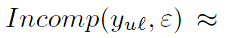 Incomp(y_{uℓ}, ε) ≈